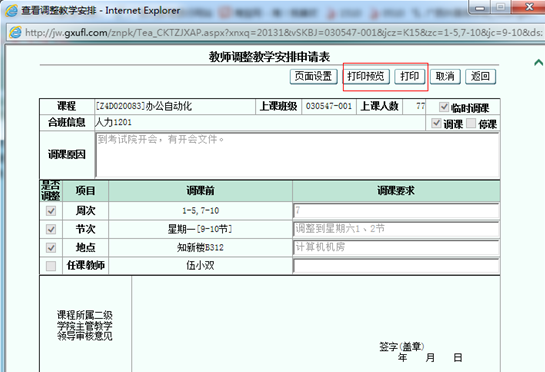 查看调整教学安排 - Internet Explorer
http://jw.gxufl.com/znpk/Tea_CKTZJXAP.aspx?xnxq=20131&vSKBJ=030547-001&jcz=K15&zc=1-5,7-10&jc=9-10&ds:
教师调整教学安排申请表
页面设置 打印预览 打印 取消 返回
课程 [Z4D020083]办公自动化 上课班级 030547-001 上课人数 77 临时调课
合班信息 人力1201 调课 停课
调课原因 到考试院开会，有开会文件。
是否调整 项目 调课前 调课要求
周次 1-5,7-10 7
节次 星期一[9-10节] 调整到星期六1、2节
地点 知新楼B312 计算机机房
任课教师 伍小双
课程所属二级
学院主管教学
领导审核意见
签字(盖章)
年 月 日